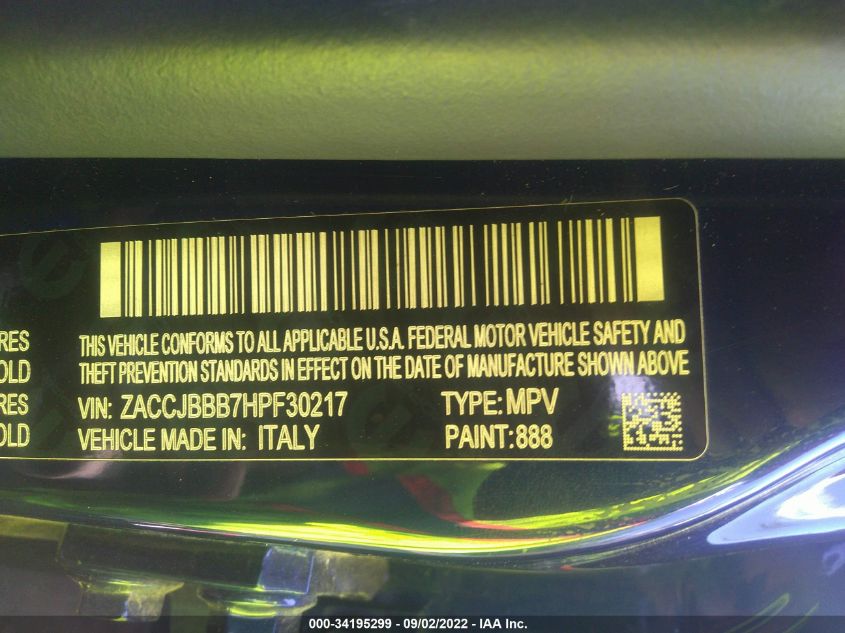 RES
OLD
RES
OLD
THIS VEHICLE CONFORMS TO ALL APPLICABLE U.S.A. FEDERAL MOTOR VEHICLE SAFETY AND
THEFT PREVENTION STANDARDS IN EFFECT ON THE DATE OF MANUFACTURE SHOWN ABOVE
VIN: ZACCJBBB7HPF30217 TYPE: MPV
VEHICLE MADE IN: ITALY PAINT: 888
000-34195299 - 09/02/2022 - IAA Inc.